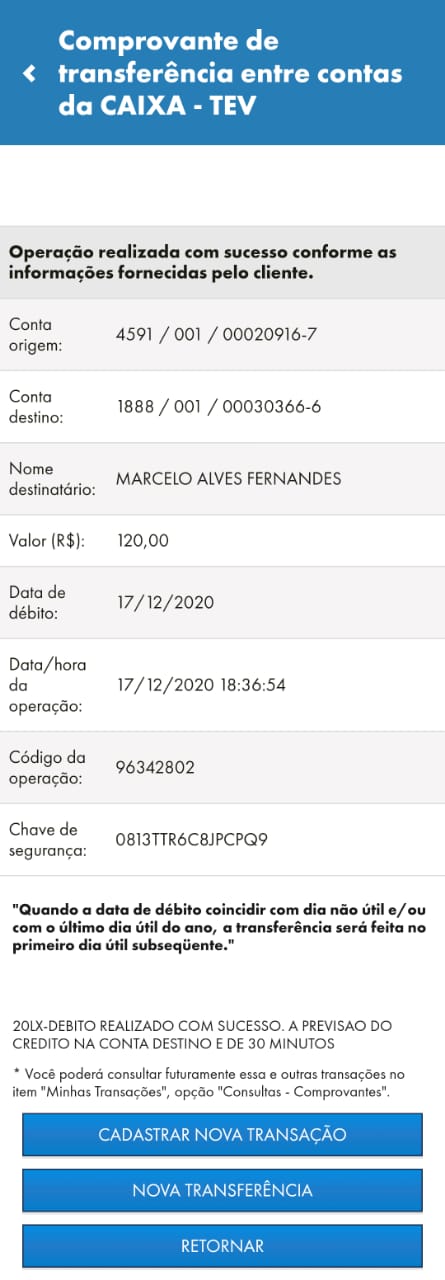 Comprovante de
transferência entre contas
da CAIXA - TEV
Operação realizada com sucesso conforme as
informações fornecidas pelo cliente.
Conta
origem:
4591 / 001 / 00020916-7
Conta
destino:
1888 / 001 / 00030366-6
Nome
destinatário:
MARCELO ALVES FERNANDES
Valor (R$):
120,00
Data de
débito:
17/12/2020
Data/hora
da
operação:
17/12/2020 18:36:54
Código da
operação:
96342802
Chave de
segurança:
0813TTR6C8JPCPQ9
"Quando a data de débito coincidir com dia não útil e/ou
com o último dia útil do ano, a transferência será feita no
primeiro dia útil subseqüente."
20LX-DEBITO REALIZADO COM SUCESSO. A PREVISAO DO
CREDITO NA CONTA DESTINO E DE 30 MINUTOS
* Você poderá consultar futuramente essa e outras transações no
item "Minhas Transações", opção "Consultas - Comprovantes".
CADASTRAR NOVA TRANSAÇÃO
NOVA TRANSFERÊNCIA
RETORNAR